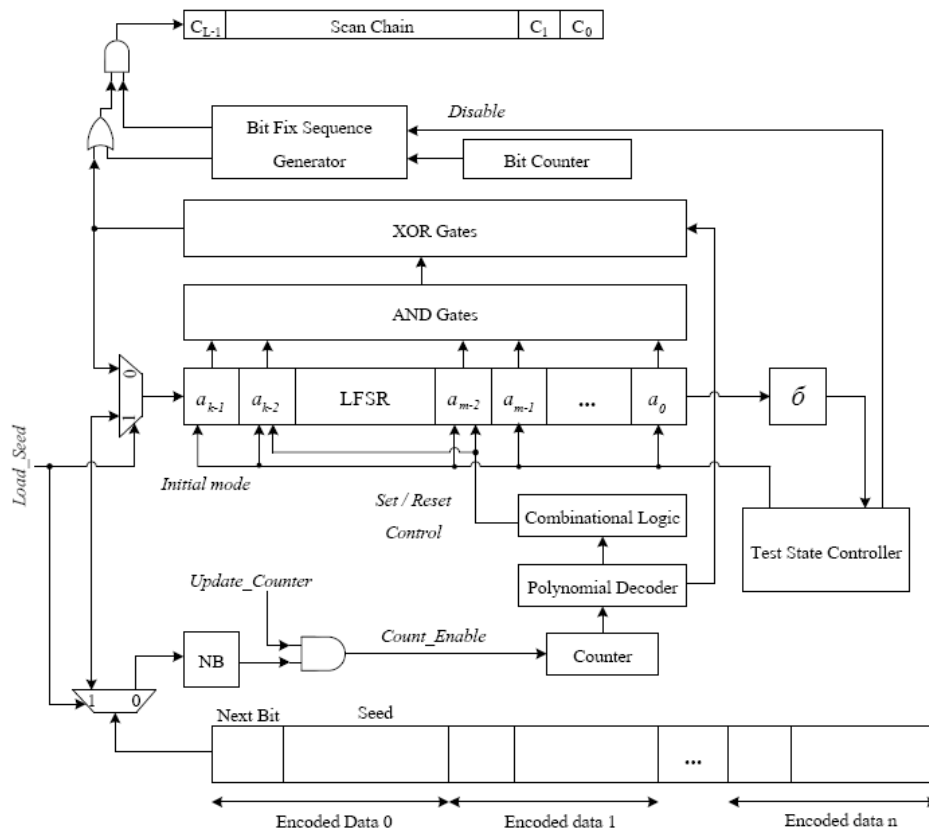 C_{L-1} Scan Chain C_1 C_0
Disable
Bit Fix Sequence
Generator
Bit Counter
XOR Gates
AND Gates
0
1
a_{k-1} a_{k-2} LFSR a_{m-2} a_{m-1} ... a_0
б
Load_Seed
Initial mode
Set / Reset
Control
Combinational Logic
Test State Controller
Polynomial Decoder
Update_Counter
Count_Enable
NB
Counter
1 0
Next Bit Seed
...
Encoded Data 0 Encoded data 1 Encoded data n